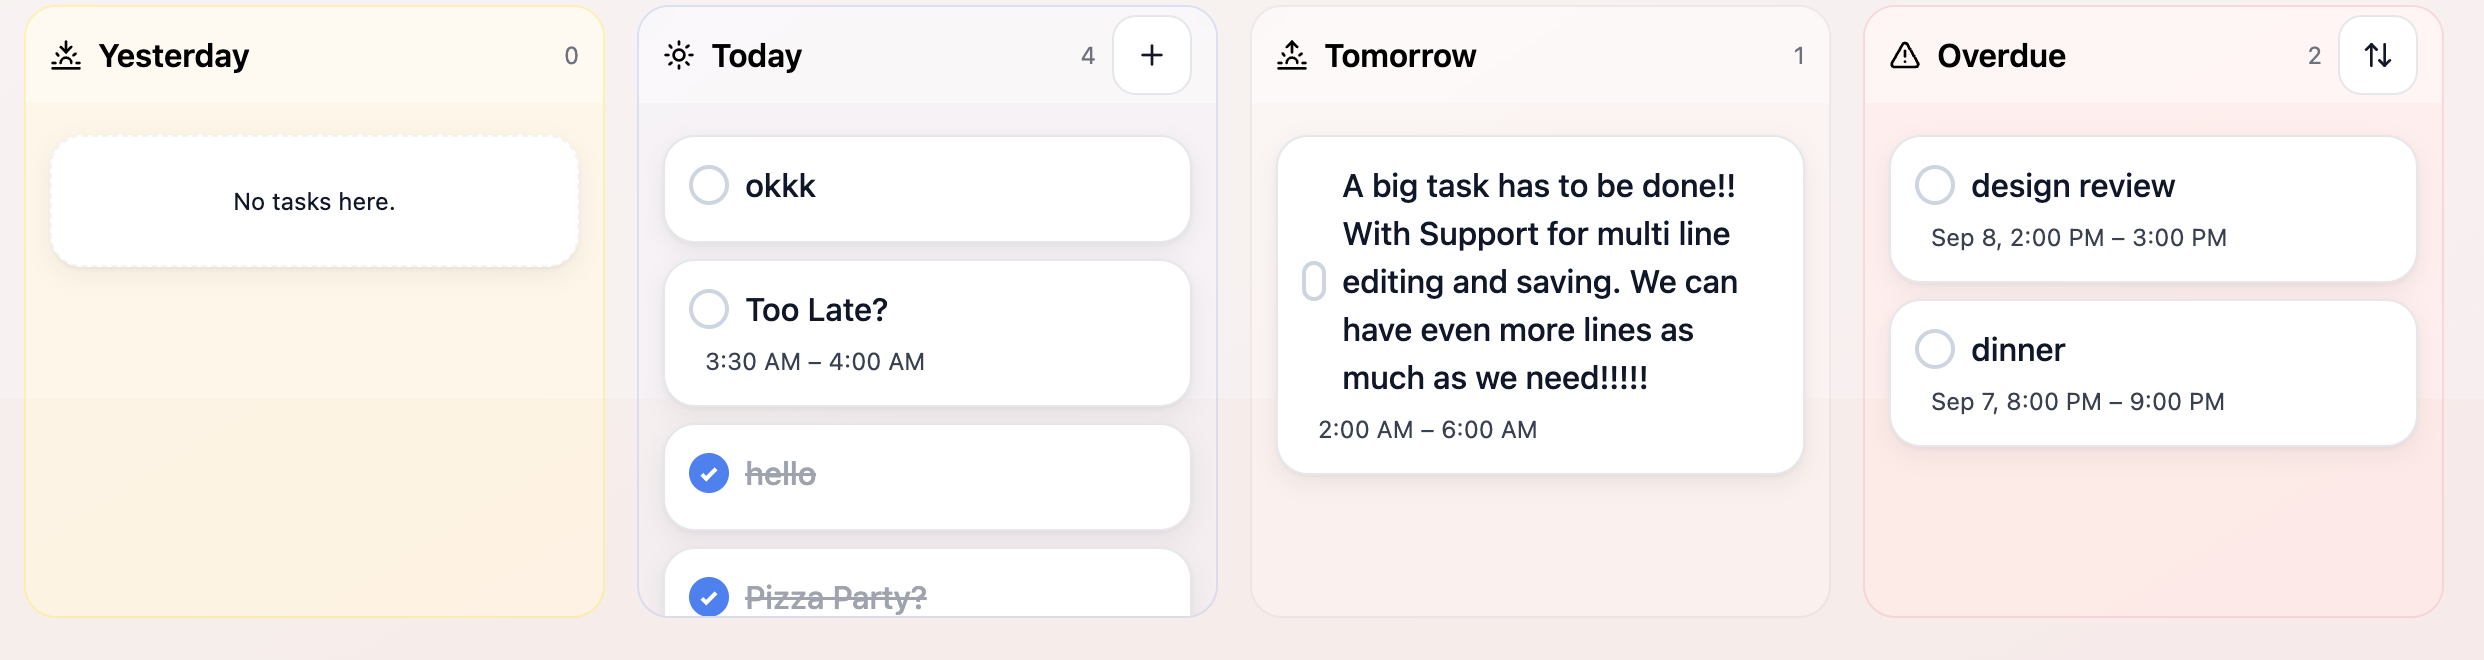 Yesterday 0
No tasks here.
Today 4
okkk
Too Late?
3:30 AM – 4:00 AM
hello
Pizza Party?
Tomorrow 1
A big task has to be done!!
With Support for multi line
editing and saving. We can
have even more lines as
much as we need!!!!!
2:00 AM – 6:00 AM
Overdue 2
design review
Sep 8, 2:00 PM – 3:00 PM
dinner
Sep 7, 8:00 PM – 9:00 PM